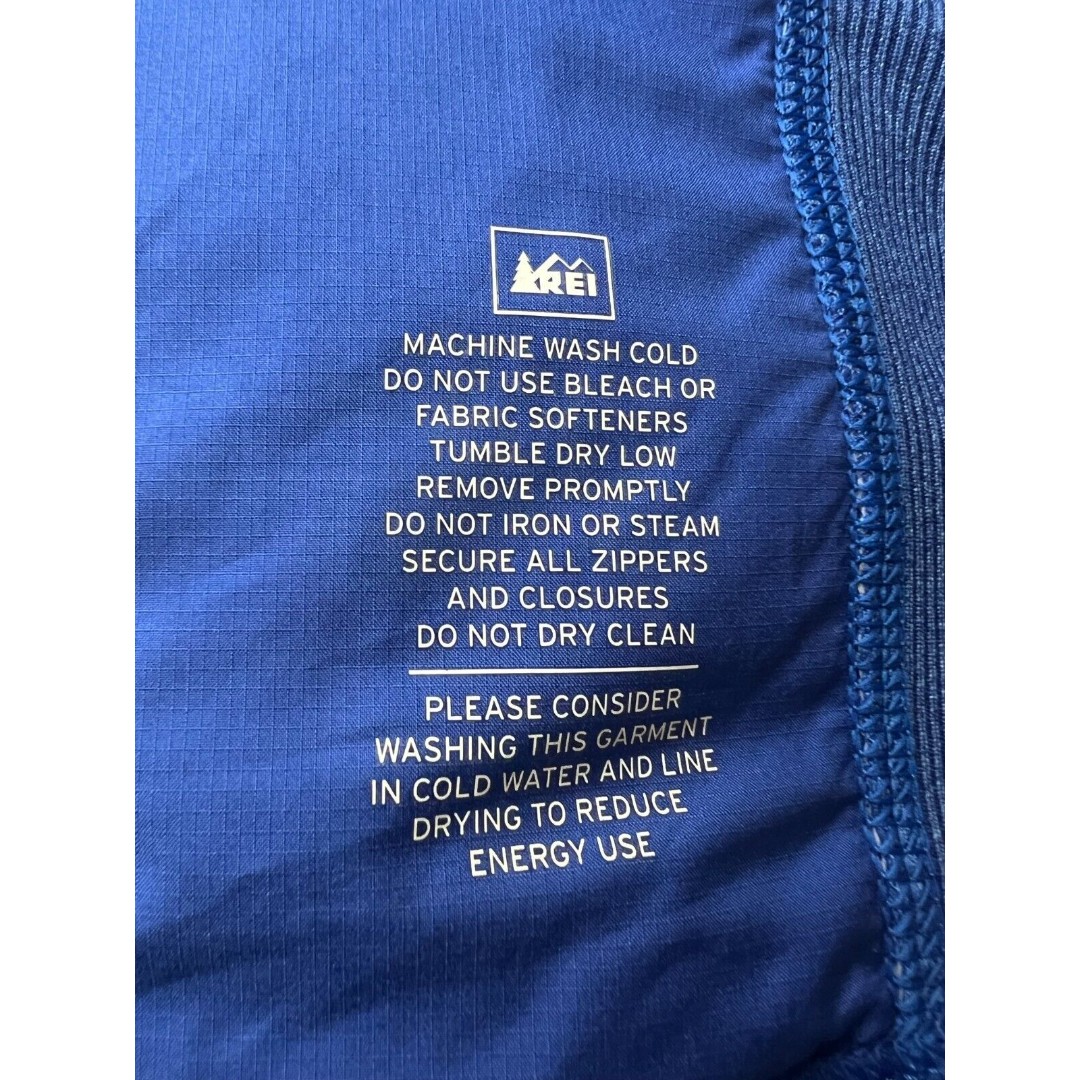 REI
MACHINE WASH COLD
DO NOT USE BLEACH OR
FABRIC SOFTENERS
TUMBLE DRY LOW
REMOVE PROMPTLY
DO NOT IRON OR STEAM
SECURE ALL ZIPPERS
AND CLOSURES
DO NOT DRY CLEAN
PLEASE CONSIDER
WASHING THIS GARMENT
IN COLD WATER AND LINE
DRYING TO REDUCE
ENERGY USE